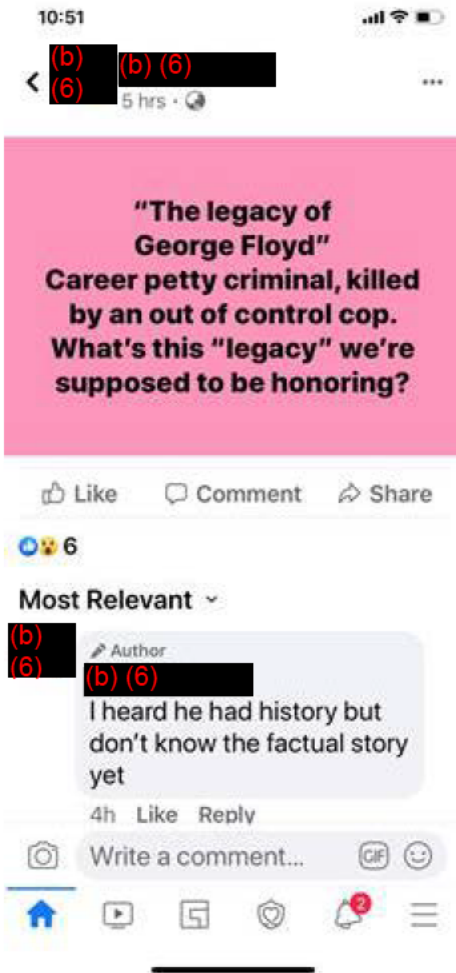 10:51
(b) (6)
(b) (6)
5 hrs ·
"The legacy of
George Floyd"
Career petty criminal, killed
by an out of control cop.
What's this "legacy" we're
supposed to be honoring?
Like Comment Share
6
Most Relevant
(b) (6)
Author
(b) (6)
I heard he had history but
don't know the factual story
yet
4h Like Reply
Write a comment... GIF
2